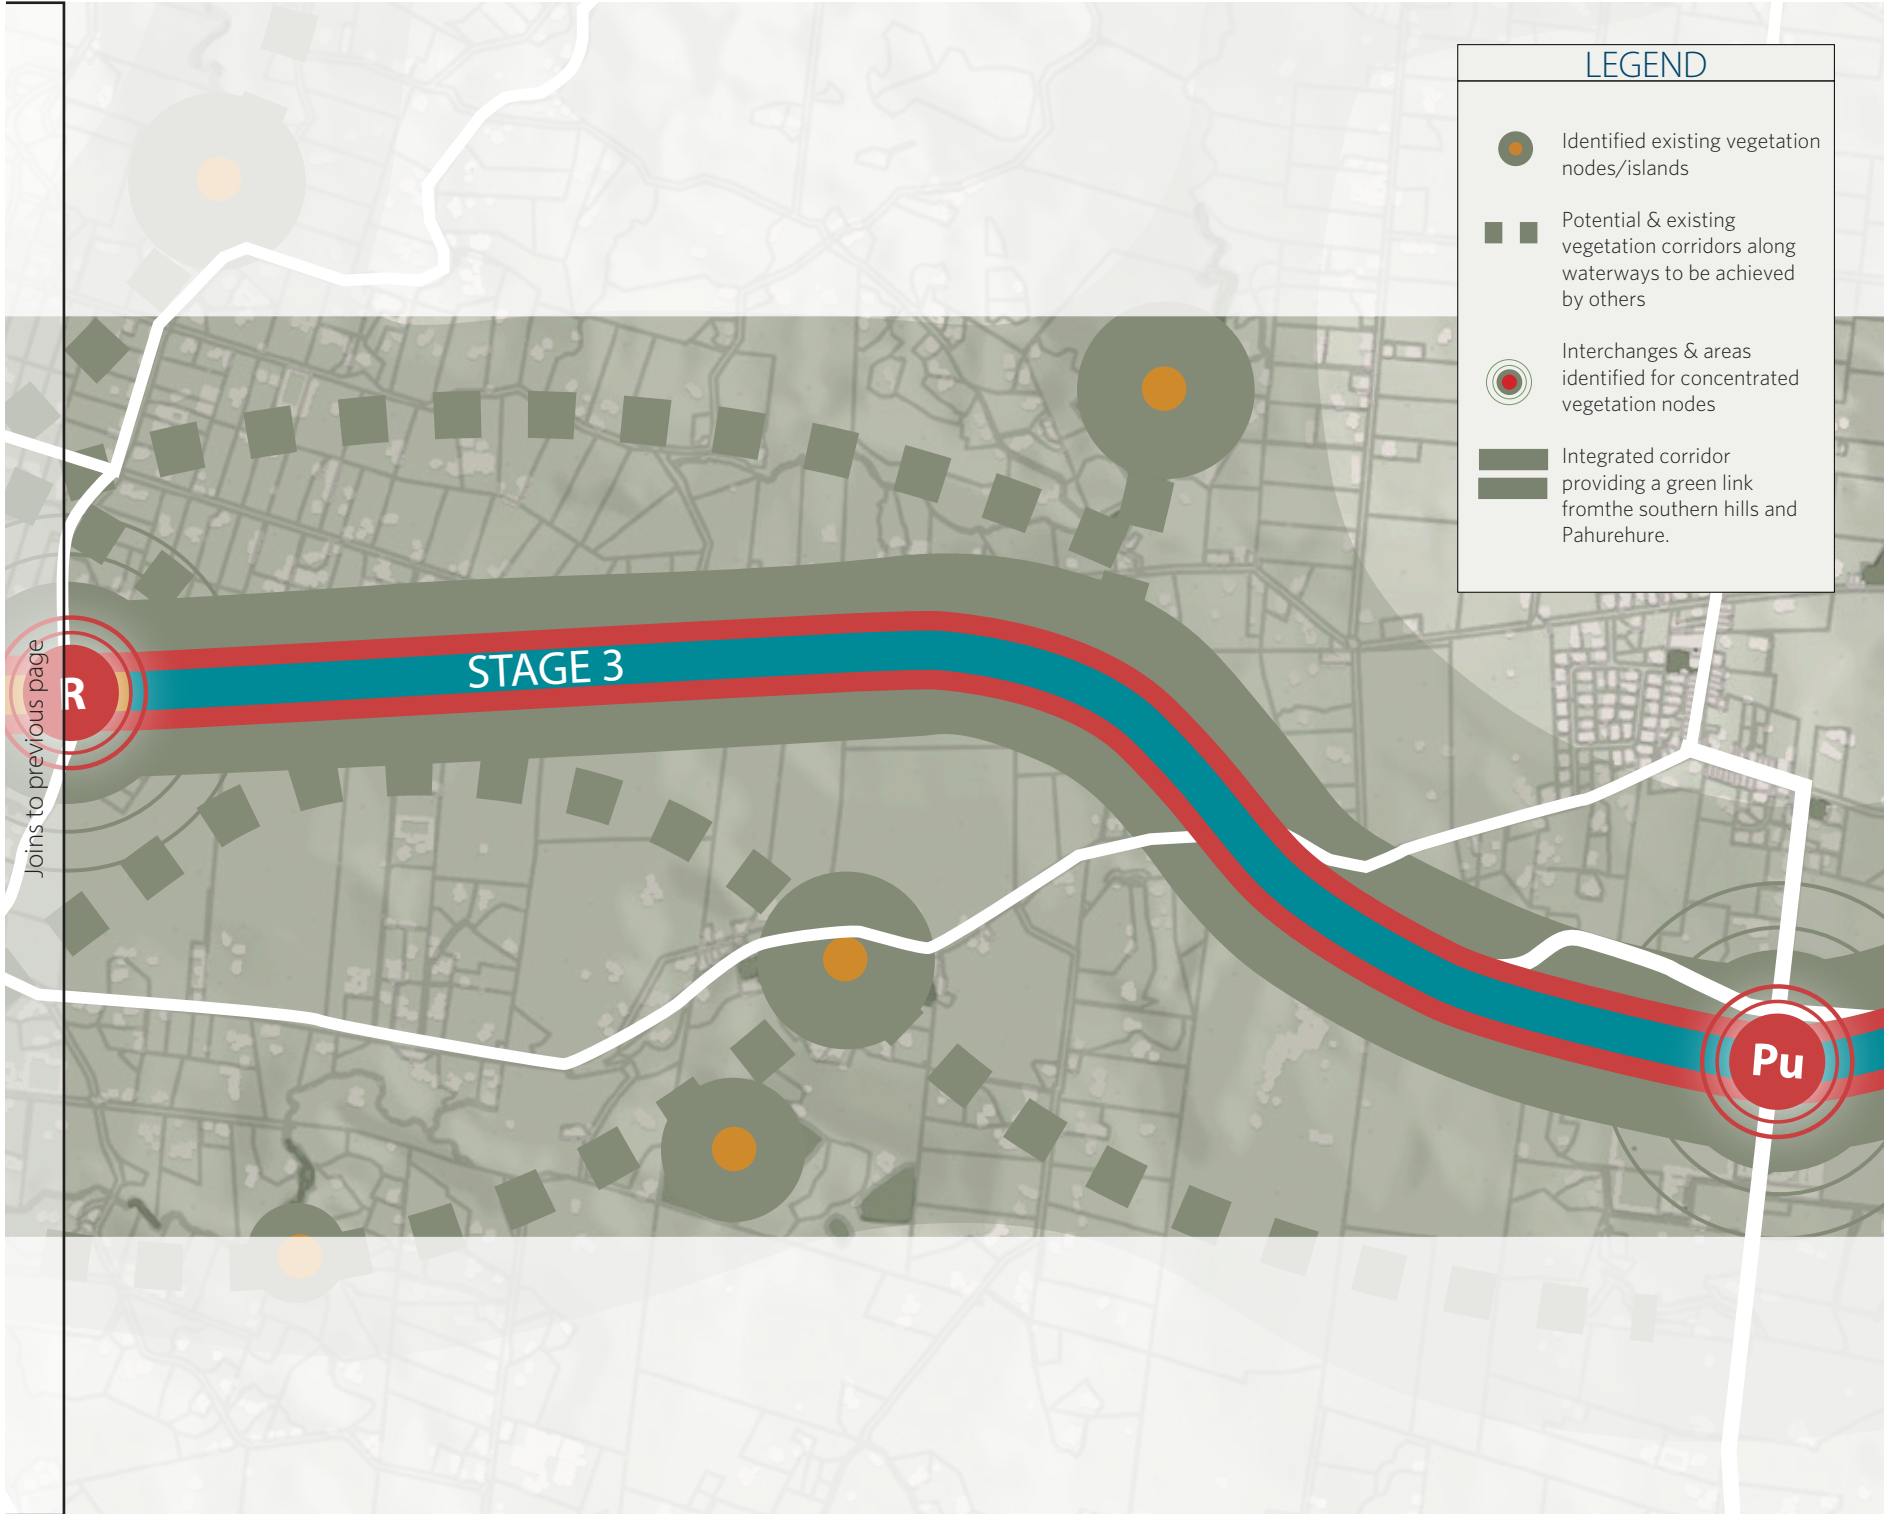 LEGEND
Identified existing vegetation
nodes/islands
Potential & existing
vegetation corridors along
waterways to be achieved
by others
Interchanges & areas
identified for concentrated
vegetation nodes
Integrated corridor
providing a green link
fromthe southern hills and
Pahurehure.
STAGE 3
R
Joins to previous page
Pu